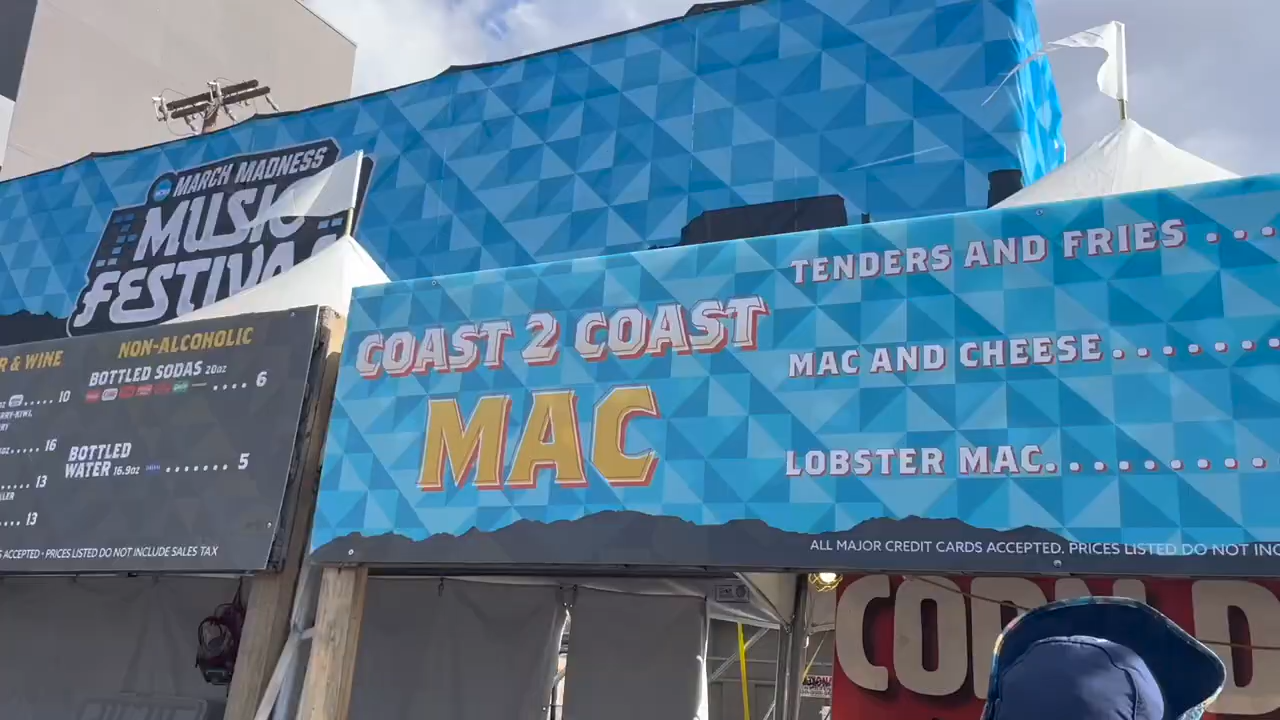 MARCH MADNESS
MUSIC
FESTIVAL
R & WINE
NON-ALCOHOLIC
BOTTLED SODAS 20oz .... 6
..... 10
RRY-KIWI
..... 16
..... 13
.... 13
BOTTLED
WATER 16.9oz ....... 5
S ACCEPTED • PRICES LISTED DO NOT INCLUDE SALES TAX
COAST 2 COAST
MAC
TENDERS AND FRIES . . .
MAC AND CHEESE . . . . . . . .
LOBSTER MAC. . . . . . . . . .
ALL MAJOR CREDIT CARDS ACCEPTED. PRICES LISTED DO NOT INC